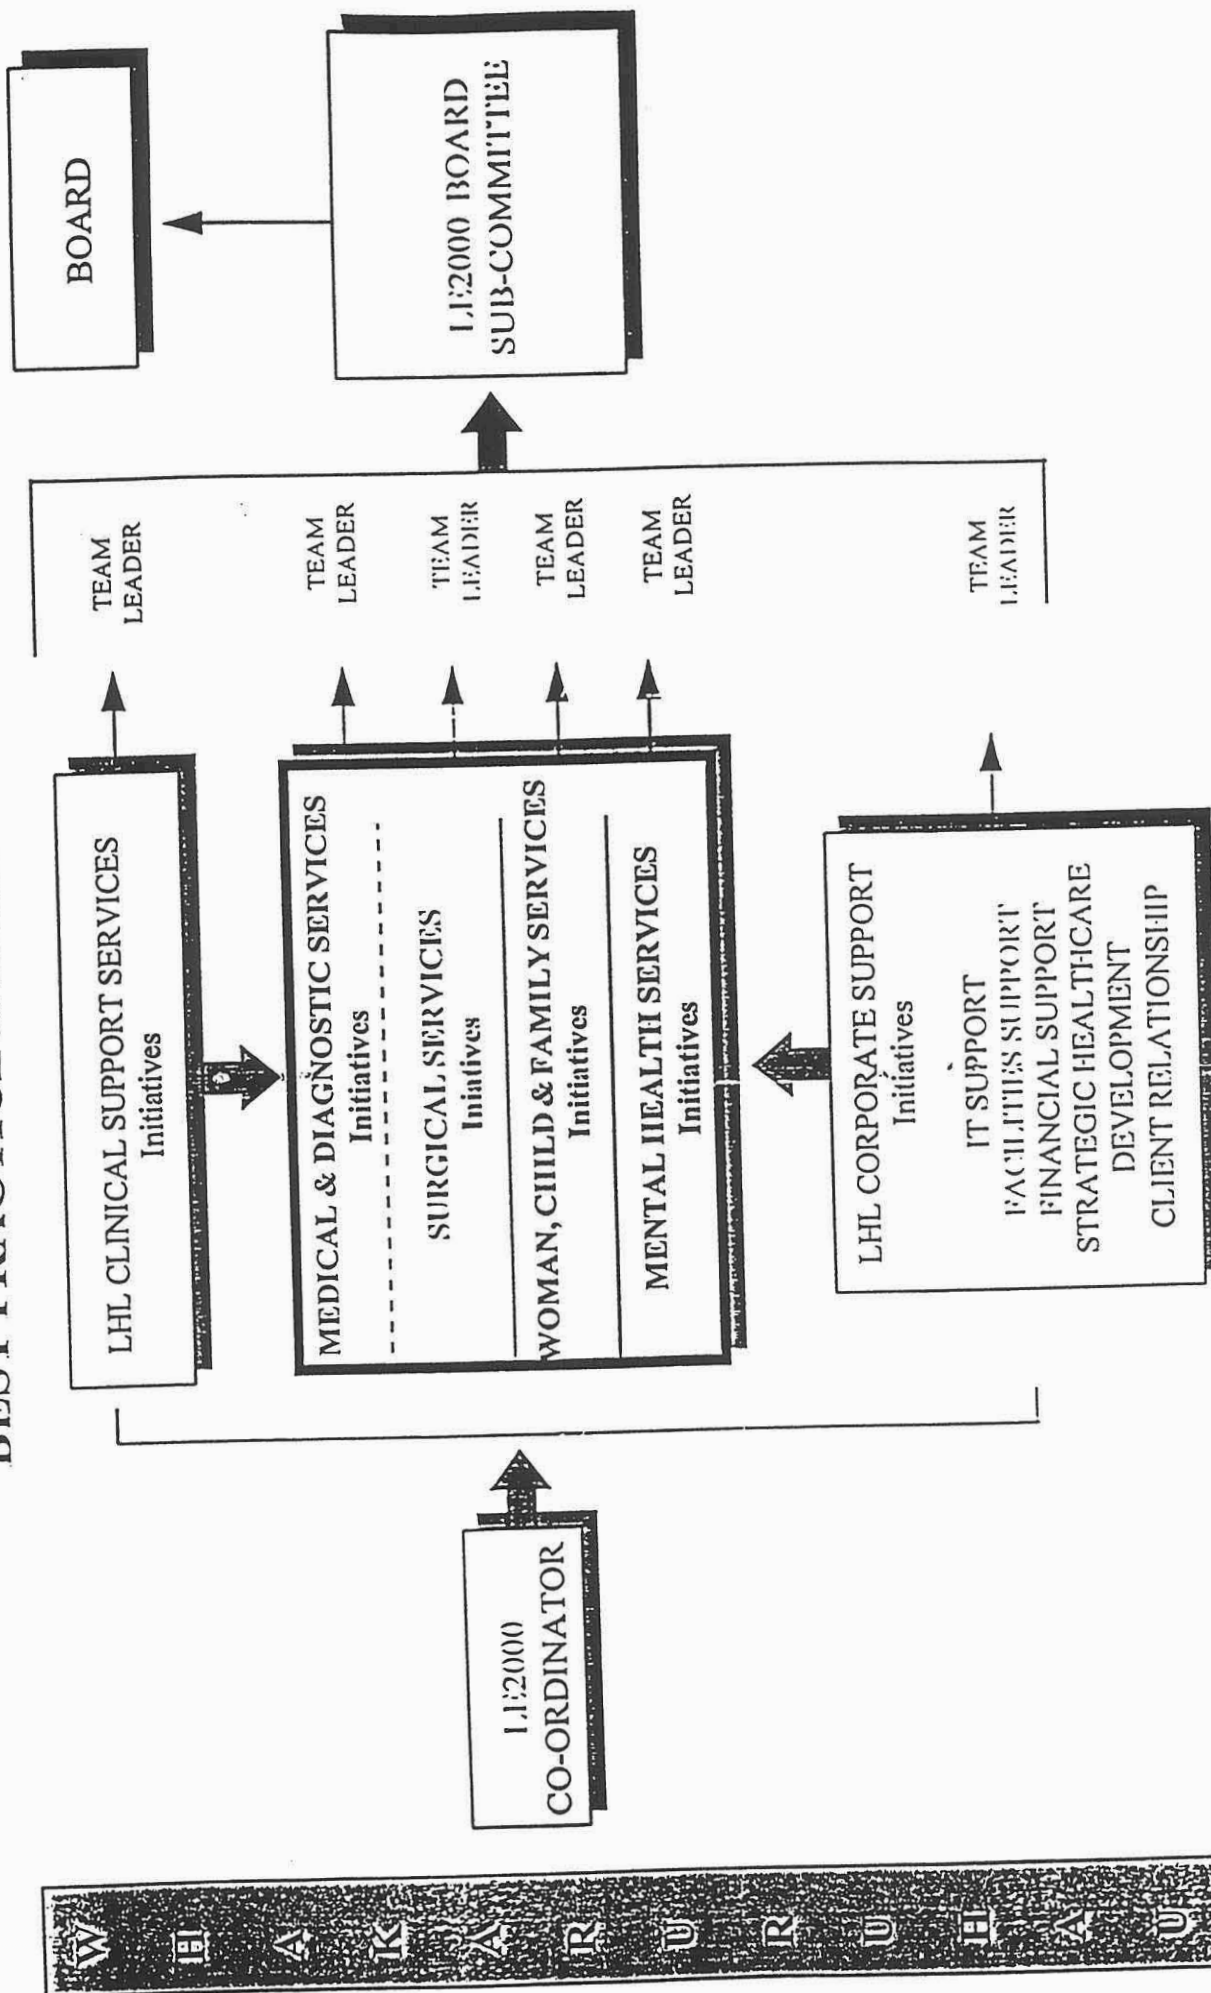 BEST PRACTICE
LHL CLINICAL SUPPORT SERVICES
Initiatives
TEAM
LEADER
BOARD
W
H
A
K
A
R
U
R
U
H
A
U
LE2000
CO-ORDINATOR
MEDICAL & DIAGNOSTIC SERVICES
Initiatives
SURGICAL SERVICES
Initiatives
WOMAN, CHILD & FAMILY SERVICES
Initiatives
MENTAL HEALTH SERVICES
Initiatives
TEAM
LEADER
TEAM
LEADER
TEAM
LEADER
TEAM
LEADER
LE2000 BOARD
SUB-COMMITTEE
LHL CORPORATE SUPPORT
Initiatives
IT SUPPORT
FACILITIES SUPPORT
FINANCIAL SUPPORT
STRATEGIC HEALTHCARE
DEVELOPMENT
CLIENT RELATIONSHIP
TEAM
LEADER